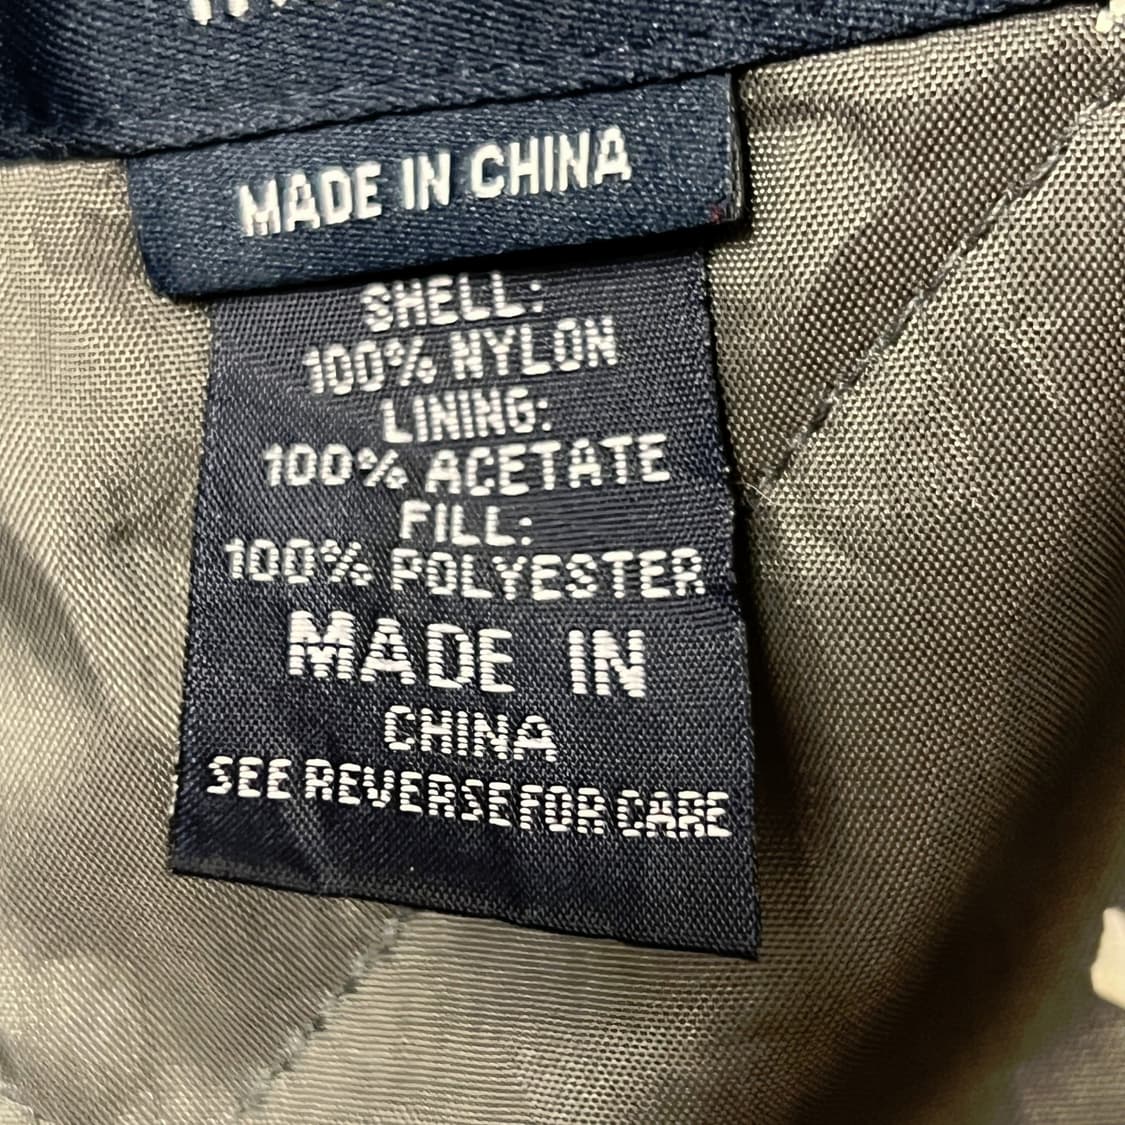 MADE IN CHINA
SHELL:
100% NYLON
LINING:
100% ACETATE
FILL:
100% POLYESTER
MADE IN
CHINA
SEE REVERSE FOR CARE